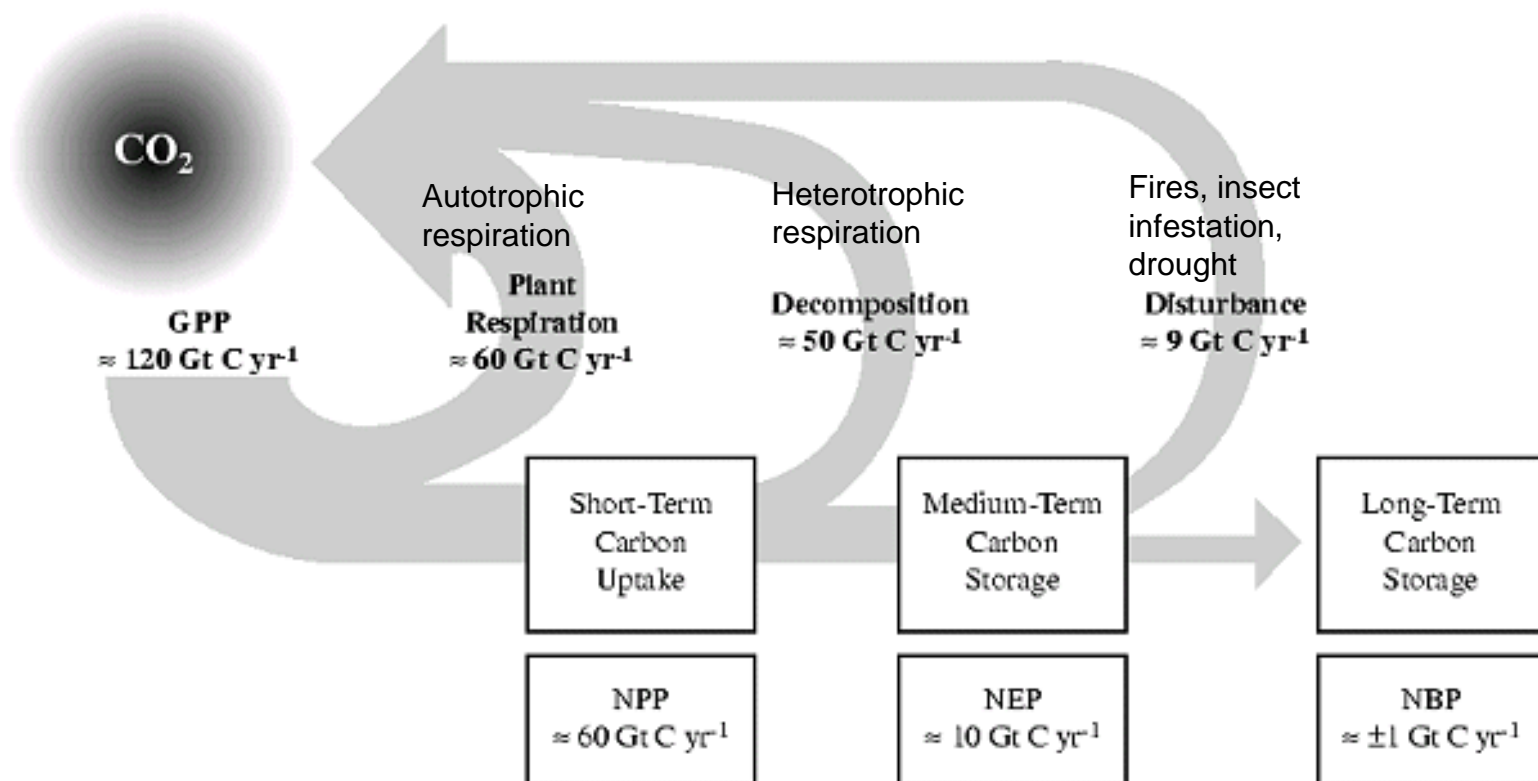 CO₂
Autotrophic
respiration
Heterotrophic
respiration
Fires, insect
infestation,
drought
GPP
≈ 120 Gt C yr⁻¹
Plant
Respiration
≈ 60 Gt C yr⁻¹
Decomposition
≈ 50 Gt C yr⁻¹
Disturbance
≈ 9 Gt C yr⁻¹
Short-Term
Carbon
Uptake
Medium-Term
Carbon
Storage
Long-Term
Carbon
Storage
NPP
≈ 60 Gt C yr⁻¹
NEP
≈ 10 Gt C yr⁻¹
NBP
≈ ±1 Gt C yr⁻¹